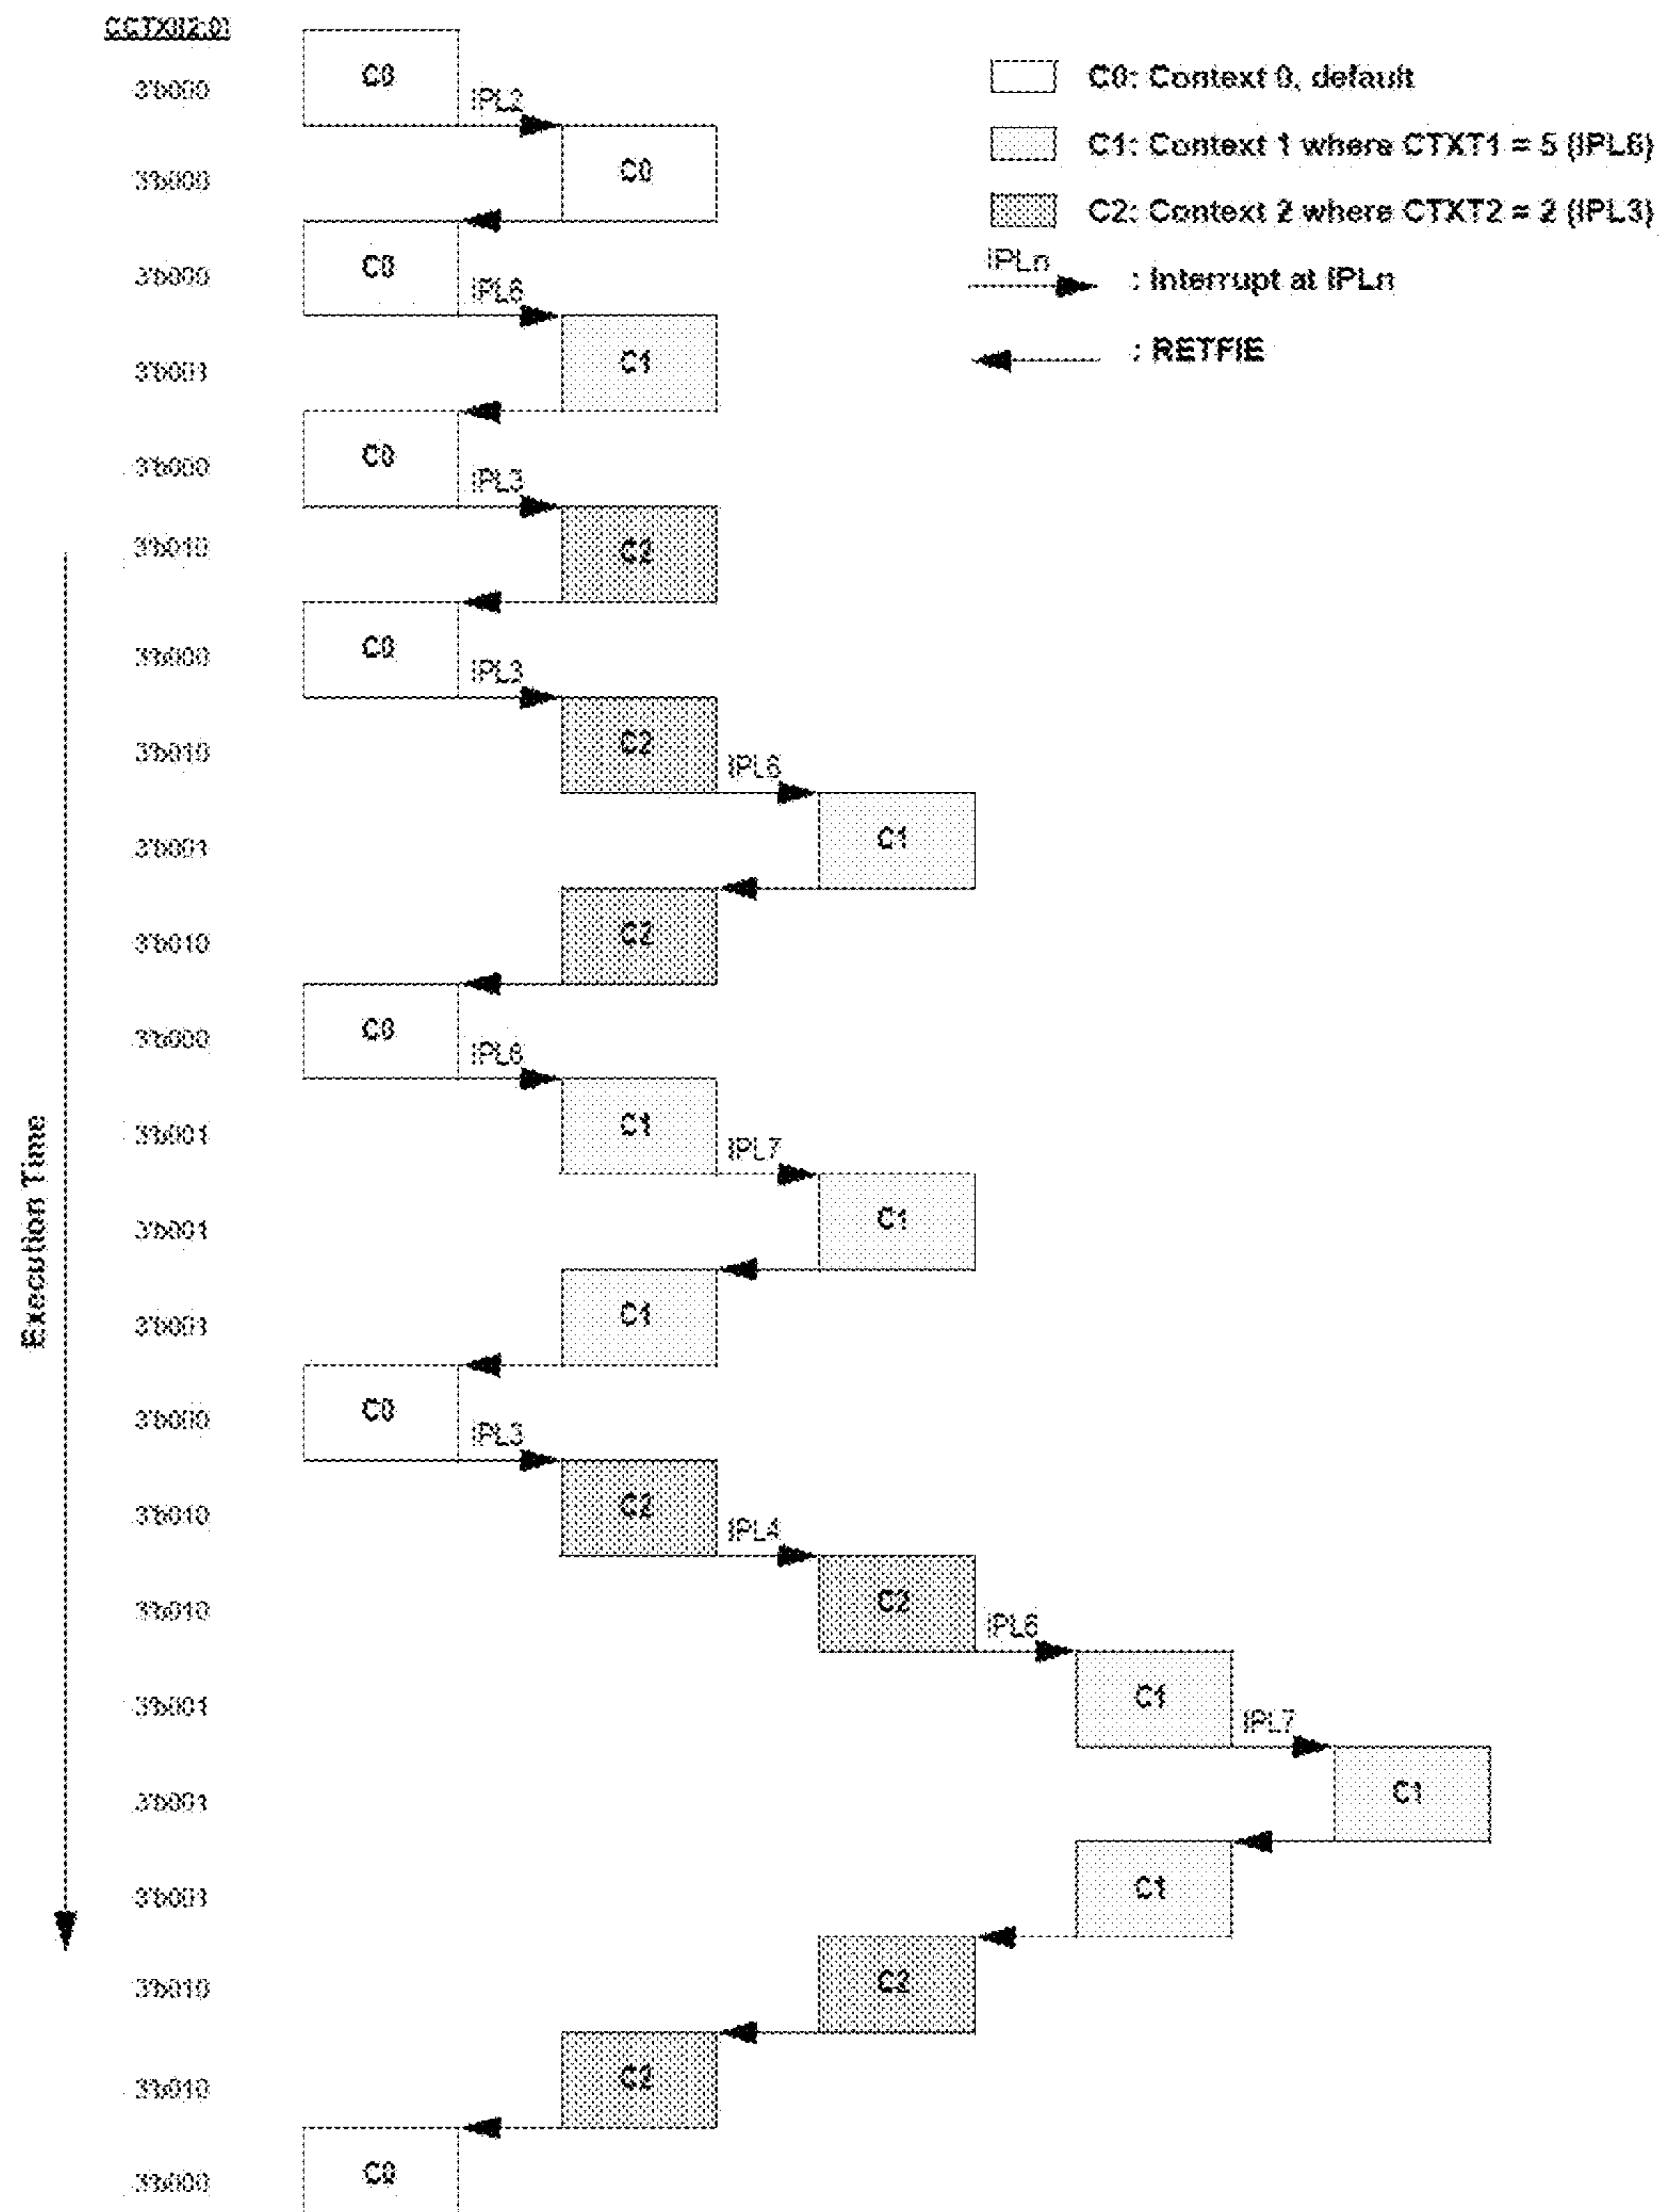 CCTXI[2:0]
3'b000
C0
IPL2
3'b000
C0
3'b000
C0
IPL6
3'b001
C1
3'b000
C0
IPL3
3'b010
C2
3'b000
C0
IPL3
3'b010
C2
IPL6
3'b001
C1
3'b010
C2
3'b000
C0
IPL6
3'b001
C1
IPL7
3'b001
C1
3'b001
C1
3'b000
C0
IPL3
3'b010
C2
IPL4
3'b010
C2
IPL6
3'b001
C1
IPL7
3'b001
C1
3'b001
C1
3'b010
C2
3'b010
C2
3'b000
C0
Execution Time
C0: Context 0, default
C1: Context 1 where CTXT1 = 5 (IPL6)
C2: Context 2 where CTXT2 = 2 (IPL3)
IPLn : Interrupt at IPLn
: RETFIE